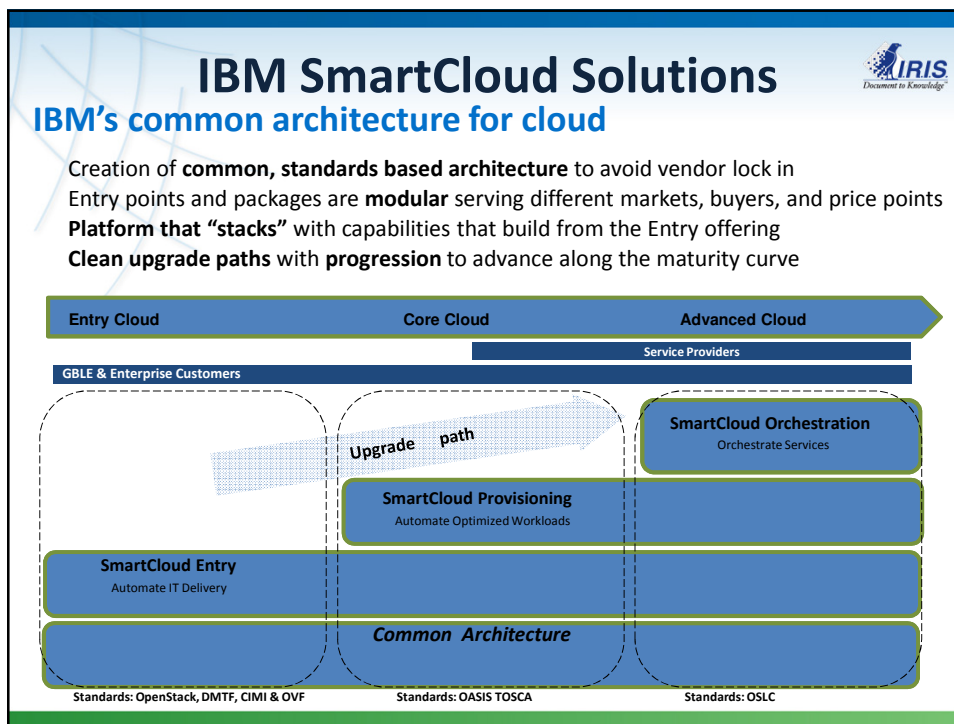 IBM SmartCloud Solutions
IRIS
Document to Knowledge
IBM's common architecture for cloud
Creation of common, standards based architecture to avoid vendor lock in
Entry points and packages are modular serving different markets, buyers, and price points
Platform that “stacks” with capabilities that build from the Entry offering
Clean upgrade paths with progression to advance along the maturity curve
Entry Cloud
Core Cloud
Advanced Cloud
Service Providers
GBLE & Enterprise Customers
SmartCloud Orchestration
Orchestrate Services
Upgrade path
SmartCloud Provisioning
Automate Optimized Workloads
SmartCloud Entry
Automate IT Delivery
Common Architecture
Standards: OpenStack, DMTF, CIMI & OVF
Standards: OASIS TOSCA
Standards: OSLC